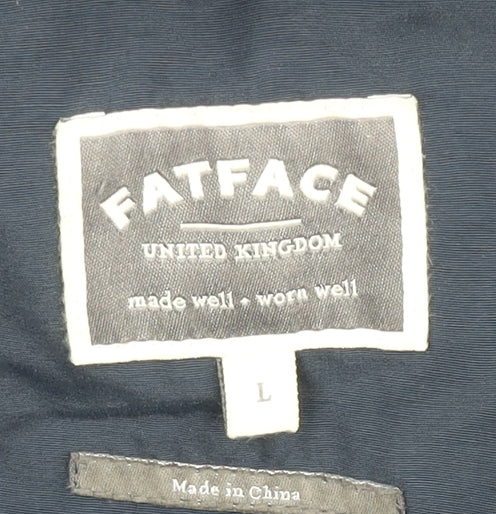 FATFACE
UNITED KINGDOM
made well • worn well
L
Made in China